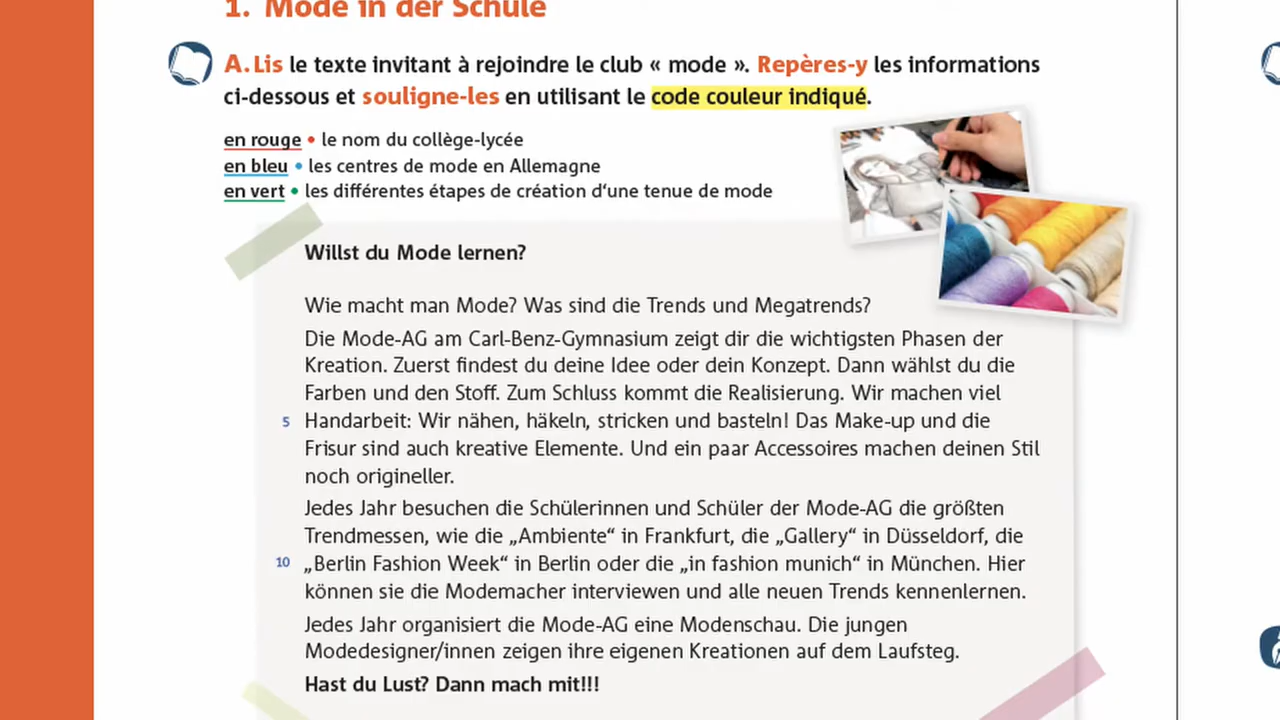 1. Mode in der Schule
A. Lis le texte invitant à rejoindre le club « mode ». Repères-y les informations
ci-dessous et souligne-les en utilisant le code couleur indiqué.
en rouge • le nom du collège-lycée
en bleu • les centres de mode en Allemagne
en vert • les différentes étapes de création d‘une tenue de mode
Willst du Mode lernen?
Wie macht man Mode? Was sind die Trends und Megatrends?
Die Mode-AG am Carl-Benz-Gymnasium zeigt dir die wichtigsten Phasen der
Kreation. Zuerst findest du deine Idee oder dein Konzept. Dann wählst du die
Farben und den Stoff. Zum Schluss kommt die Realisierung. Wir machen viel
5 Handarbeit: Wir nähen, häkeln, stricken und basteln! Das Make-up und die
Frisur sind auch kreative Elemente. Und ein paar Accessoires machen deinen Stil
noch origineller.
Jedes Jahr besuchen die Schülerinnen und Schüler der Mode-AG die größten
Trendmessen, wie die „Ambiente“ in Frankfurt, die „Gallery“ in Düsseldorf, die
10 „Berlin Fashion Week“ in Berlin oder die „in fashion munich“ in München. Hier
können sie die Modemacher interviewen und alle neuen Trends kennenlernen.
Jedes Jahr organisiert die Mode-AG eine Modenschau. Die jungen
Modedesigner/innen zeigen ihre eigenen Kreationen auf dem Laufsteg.
Hast du Lust? Dann mach mit!!!